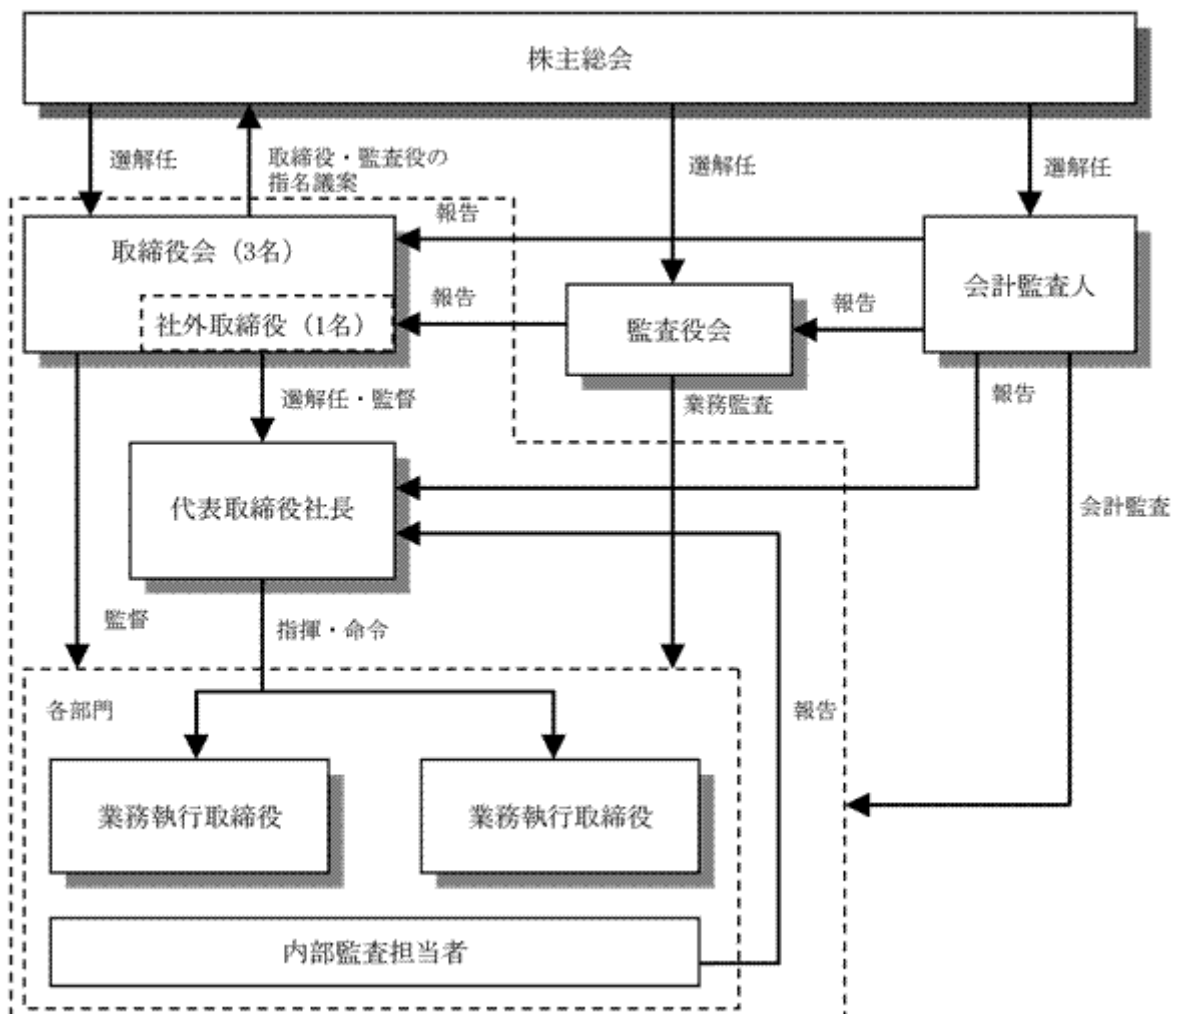 株主総会
選解任
取締役・監査役の
指名議案
選解任
選解任
報告
取締役会（3名）
社外取締役（1名）
報告
監査役会
報告
会計監査人
選解任・監督
業務監査
報告
代表取締役社長
会計監査
監督
指揮・命令
各部門
報告
業務執行取締役
業務執行取締役
内部監査担当者